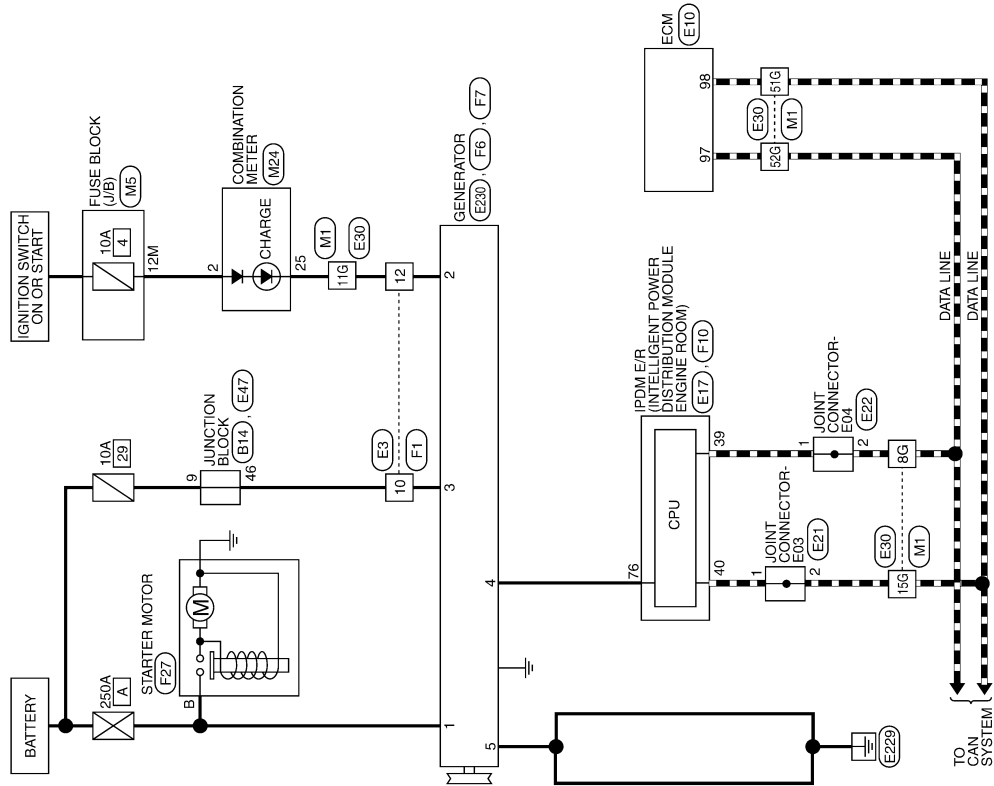 BATTERY
250A
A
STARTER MOTOR
F27
B
M
10A
29
9
JUNCTION
BLOCK
B14 , E47
46
E3
F1
10
3
IGNITION SWITCH
ON OR START
FUSE BLOCK
(J/B)
M5
10A
4
12M
COMBINATION
METER
M24
2
CHARGE
25
M1
E30
11G
12
2
GENERATOR
E230 , F6 , F7
1
5
4
E229
IPDM E/R
(INTELLIGENT POWER
DISTRIBUTION MODULE
ENGINE ROOM)
E17 , F10
76
CPU
40
39
JOINT
CONNECTOR-
E03
E21
1
2
JOINT
CONNECTOR-
E04
E22
1
2
E30
M1
15G
8G
ECM
E10
97
98
E30
M1
52G
51G
DATA LINE
DATA LINE
TO
CAN
SYSTEM